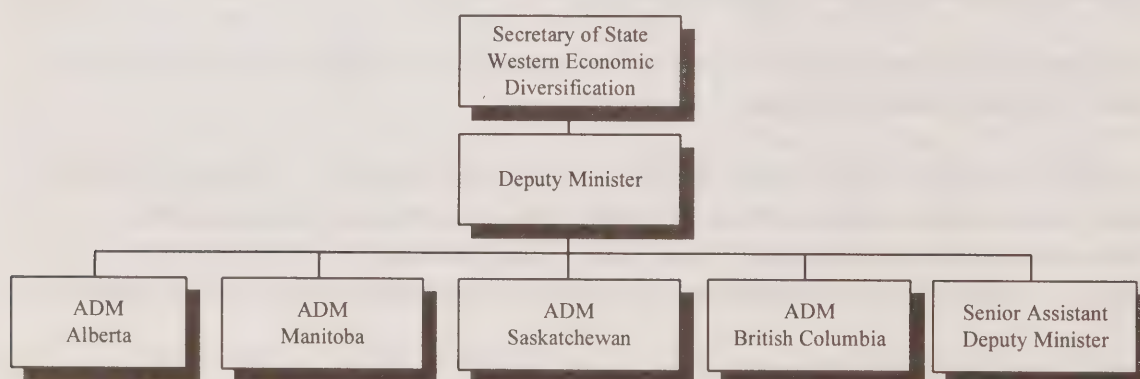 Secretary of State
Western Economic
Diversification
Deputy Minister
ADM
Alberta
ADM
Manitoba
ADM
Saskatchewan
ADM
British Columbia
Senior Assistant
Deputy Minister